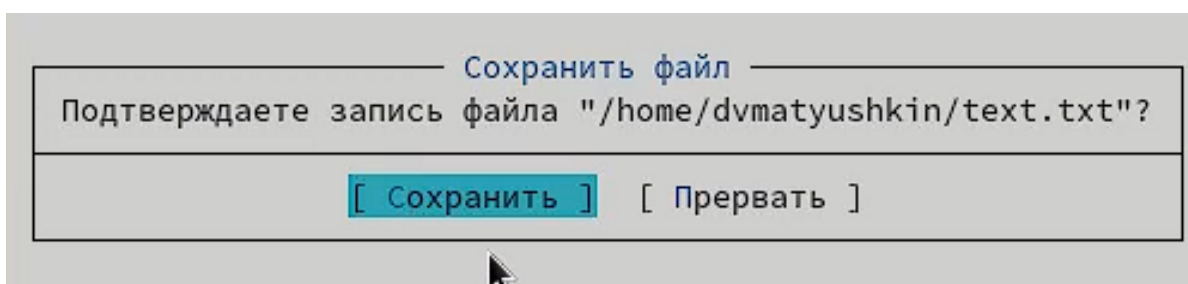 Сохранить файл
Подтверждаете запись файла "/home/dvmatyushkin/text.txt"?
[ Сохранить ] [ Прервать ]